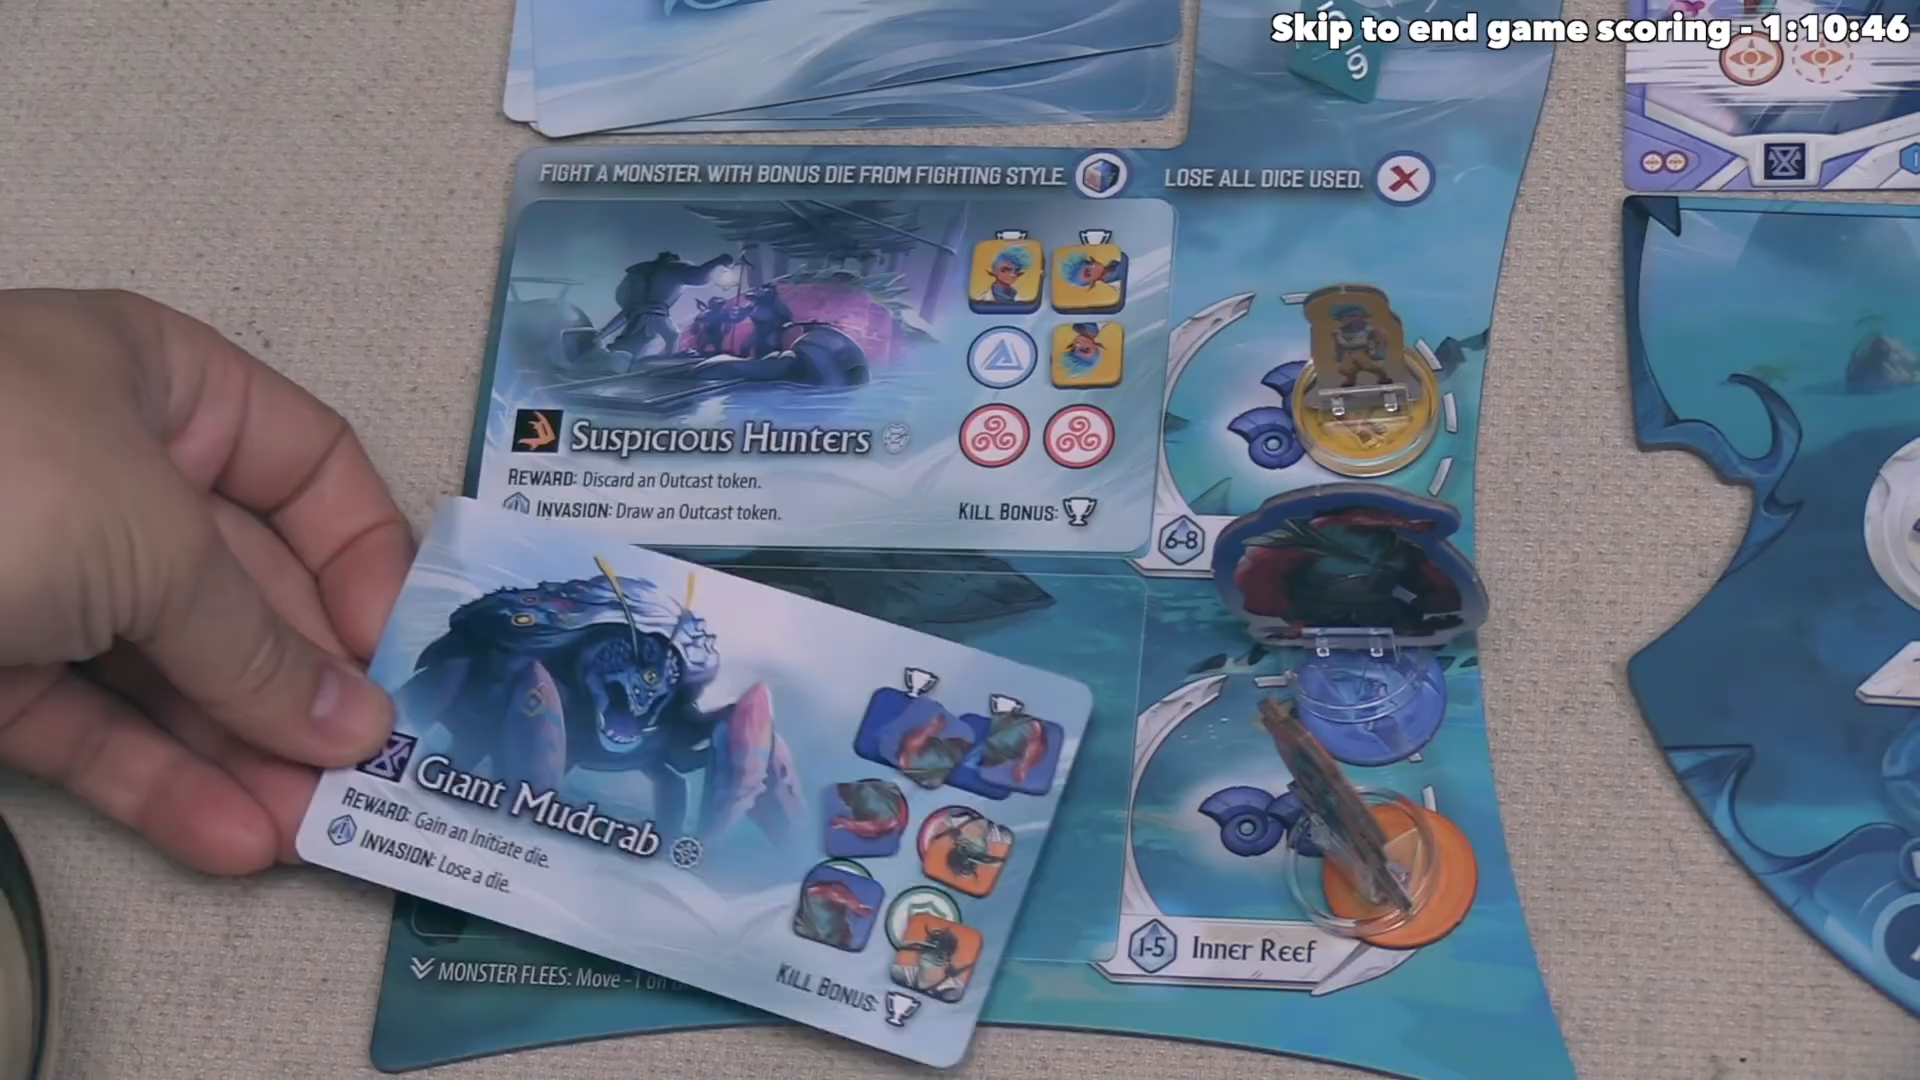 Skip to end game scoring - 1:10:46
FIGHT A MONSTER. WITH BONUS DIE FROM FIGHTING STYLE.
LOSE ALL DICE USED.
SUSPICIOUS HUNTERS
REWARD: Discard an Outcast token.
INVASION: Draw an Outcast token.
KILL BONUS:
6-8
GIANT MUDCRAB
REWARD: Gain an Initiate die.
INVASION: Lose a die.
KILL BONUS:
1-5
INNER REEF
MONSTER FLEES: Move -1 on